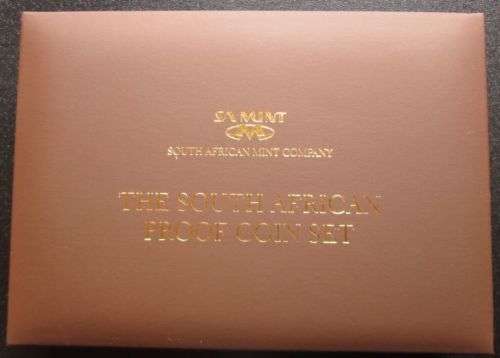 SA MINT
SOUTH AFRICAN MINT COMPANY
THE SOUTH AFRICAN
PROOF COIN SET